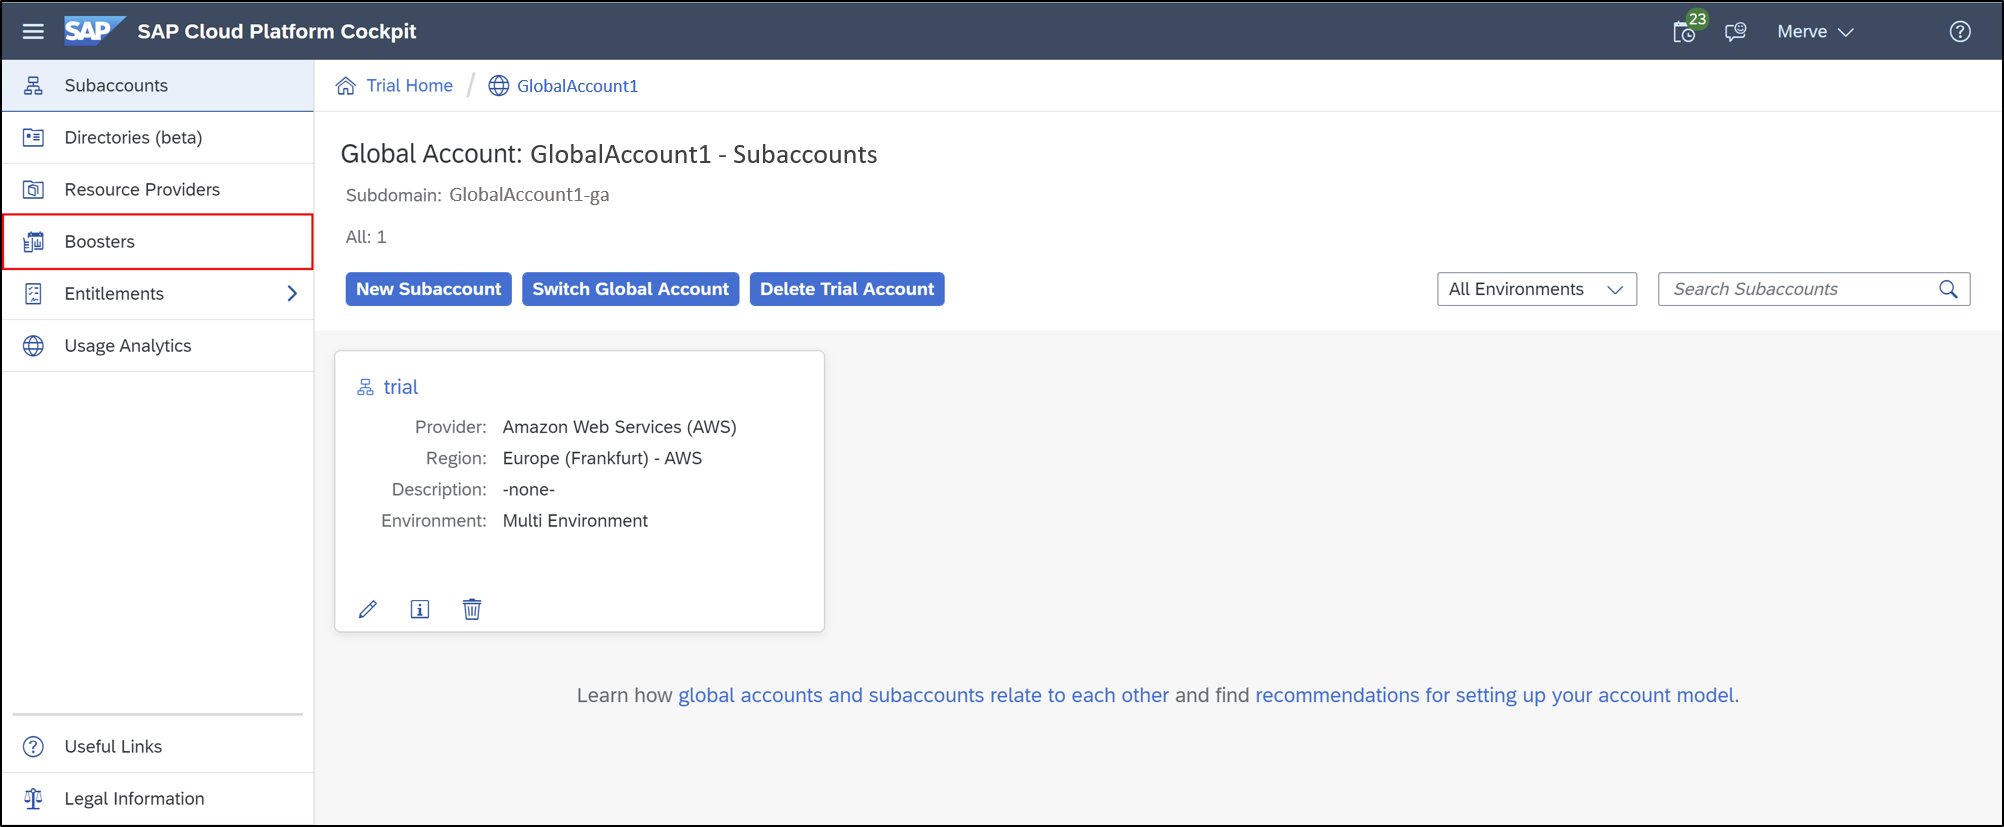 SAP SAP Cloud Platform Cockpit 23 Merve
Subaccounts
Directories (beta)
Resource Providers
Boosters
Entitlements
Usage Analytics
Useful Links
Legal Information
Trial Home / GlobalAccount1
Global Account: GlobalAccount1 - Subaccounts
Subdomain: GlobalAccount1-ga
All: 1
New Subaccount Switch Global Account Delete Trial Account All Environments Search Subaccounts
trial
Provider: Amazon Web Services (AWS)
Region: Europe (Frankfurt) - AWS
Description: -none-
Environment: Multi Environment
Learn how global accounts and subaccounts relate to each other and find recommendations for setting up your account model.